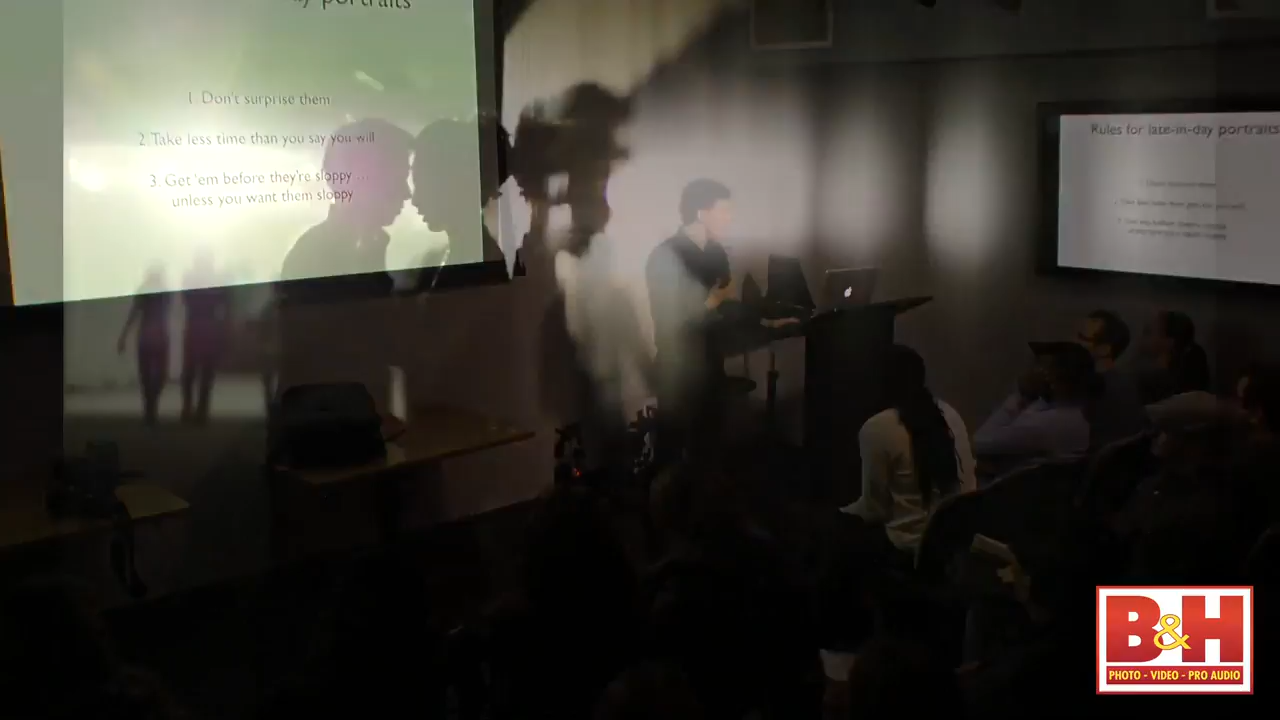 portraits
1. Don't surprise them
2. Take less time than you say you will
3. Get 'em before they're sloppy ...
unless you want them sloppy
Rules for late-in-day portraits
B&H
PHOTO - VIDEO - PRO AUDIO